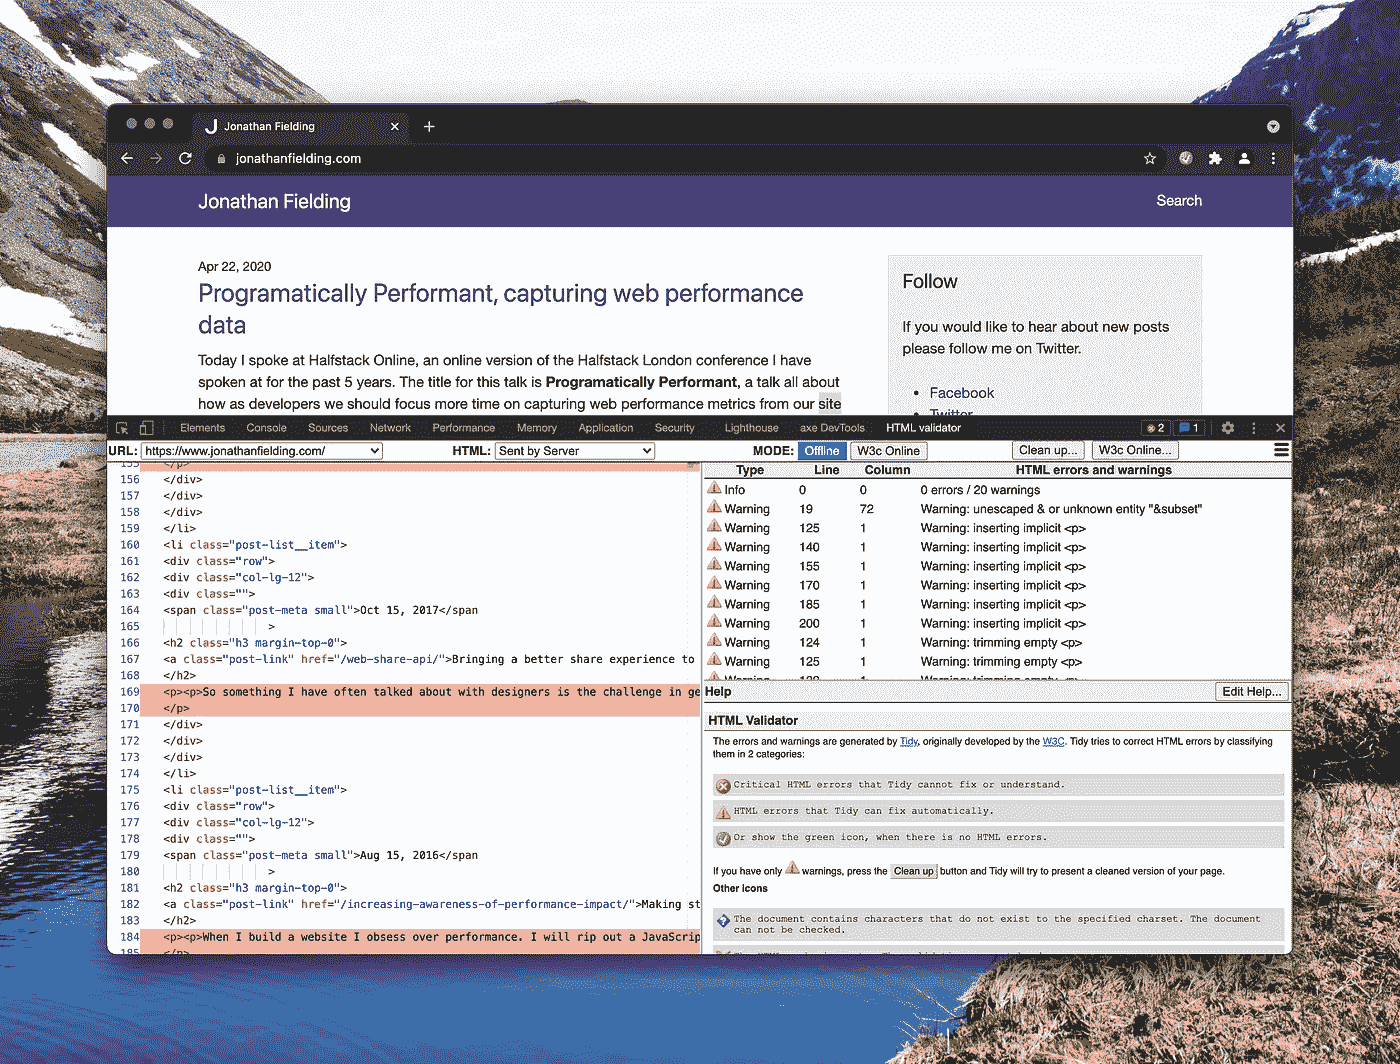 Jonathan Fielding
jonathanfielding.com
Jonathan Fielding
Search
Apr 22, 2020
Programatically Performant, capturing web performance
data
Today I spoke at Halfstack Online, an online version of the Halfstack London conference I have
spoken at for the past 5 years. The title for this talk is Programatically Performant, a talk all about
how as developers we should focus more time on capturing web performance metrics from our site
Follow
If you would like to hear about new posts
please follow me on Twitter.
• Facebook
• Twitter
Elements Console Sources Network Performance Memory Application Security Lighthouse axe DevTools HTML validator 2 1
URL: https://www.jonathanfielding.com/ HTML: Sent by Server MODE: Offline W3c Online Clean up... W3c Online...
155 </p>
156 </div>
157 </div>
158 </div>
159 </li>
160 <li class="post-list__item">
161 <div class="row">
162 <div class="col-lg-12">
163 <div class="">
164 <span class="post-meta small">Oct 15, 2017</span
165 >
166 <h2 class="h3 margin-top-0">
167 <a class="post-link" href="/web-share-api/">Bringing a better share experience to
168 </h2>
169 <p><p>So something I have often talked about with designers is the challenge in ge
170 </p>
171 </div>
172 </div>
173 </div>
174 </li>
175 <li class="post-list__item">
176 <div class="row">
177 <div class="col-lg-12">
178 <div class="">
179 <span class="post-meta small">Aug 15, 2016</span
180 >
181 <h2 class="h3 margin-top-0">
182 <a class="post-link" href="/increasing-awareness-of-performance-impact/">Making st
183 </h2>
184 <p><p>When I build a website I obsess over performance. I will rip out a JavaScrip
185 </p>
Type Line Column HTML errors and warnings
Info 0 0 0 errors / 20 warnings
Warning 19 72 Warning: unescaped & or unknown entity "&subset"
Warning 125 1 Warning: inserting implicit <p>
Warning 140 1 Warning: inserting implicit <p>
Warning 155 1 Warning: inserting implicit <p>
Warning 170 1 Warning: inserting implicit <p>
Warning 185 1 Warning: inserting implicit <p>
Warning 200 1 Warning: inserting implicit <p>
Warning 124 1 Warning: trimming empty <p>
Warning 125 1 Warning: trimming empty <p>
Help
Edit Help...
HTML Validator
The errors and warnings are generated by Tidy, originally developed by the W3C. Tidy tries to correct HTML errors by classifying
them in 2 categories:
Critical HTML errors that Tidy cannot fix or understand.
HTML errors that Tidy can fix automatically.
Or show the green icon, when there is no HTML errors.
If you have only warnings, press the Clean up button and Tidy will try to present a cleaned version of your page.
Other icons
The document contains characters that do not exist to the specified charset. The document
can not be checked.